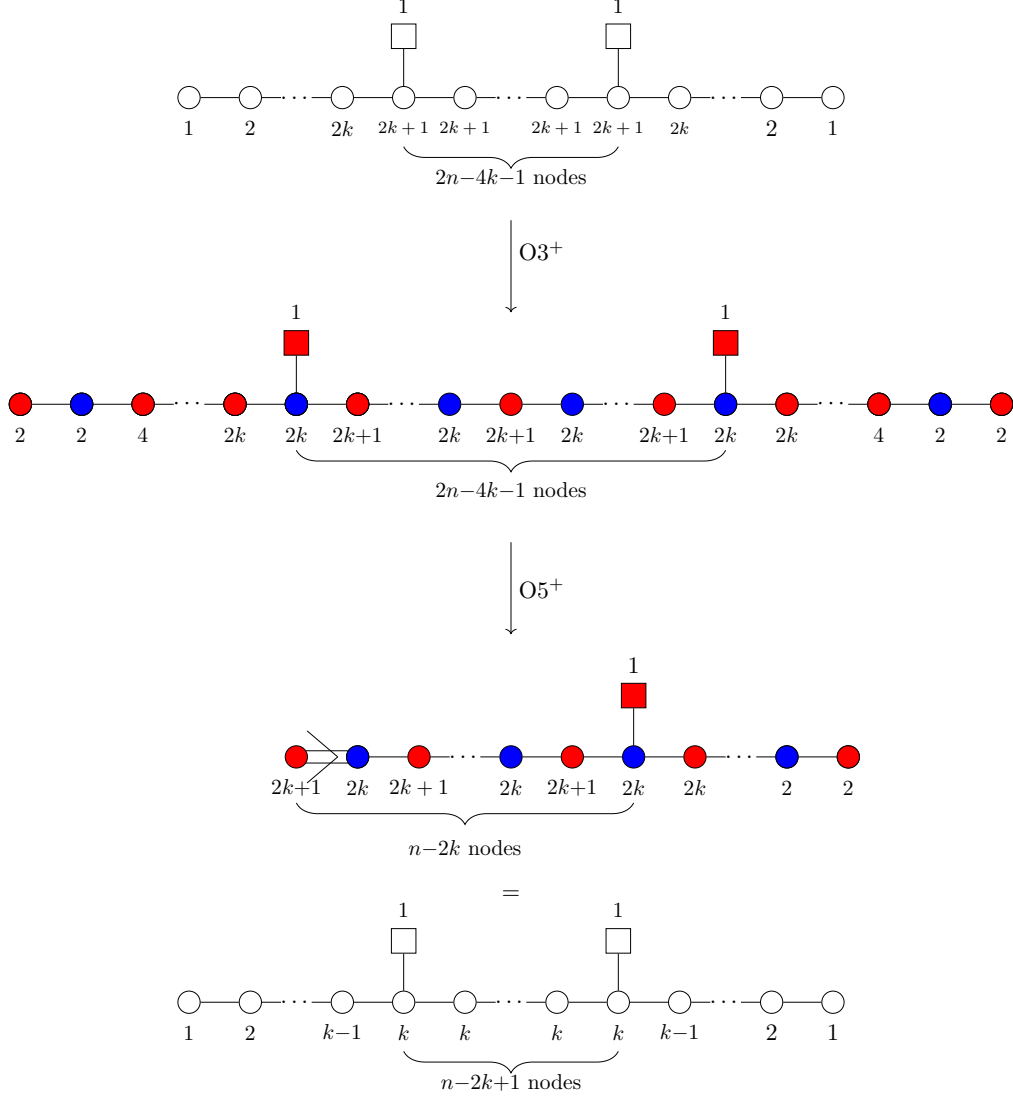 1 1
1 2 ··· 2k 2k + 1 2k + 1 ··· 2k + 1 2k + 1 2k ··· 2 1
2n−4k−1 nodes
O3⁺
1 1
2 2 4 ··· 2k 2k 2k+1 ··· 2k 2k+1 2k ··· 2k+1 2k 2k ··· 4 2 2
2n−4k−1 nodes
O5⁺
1
2k+1 2k 2k + 1 ··· 2k 2k+1 2k 2k ··· 2 2
n−2k nodes
=
1 1
1 2 ··· k−1 k k ··· k k k−1 ··· 2 1
n−2k+1 nodes